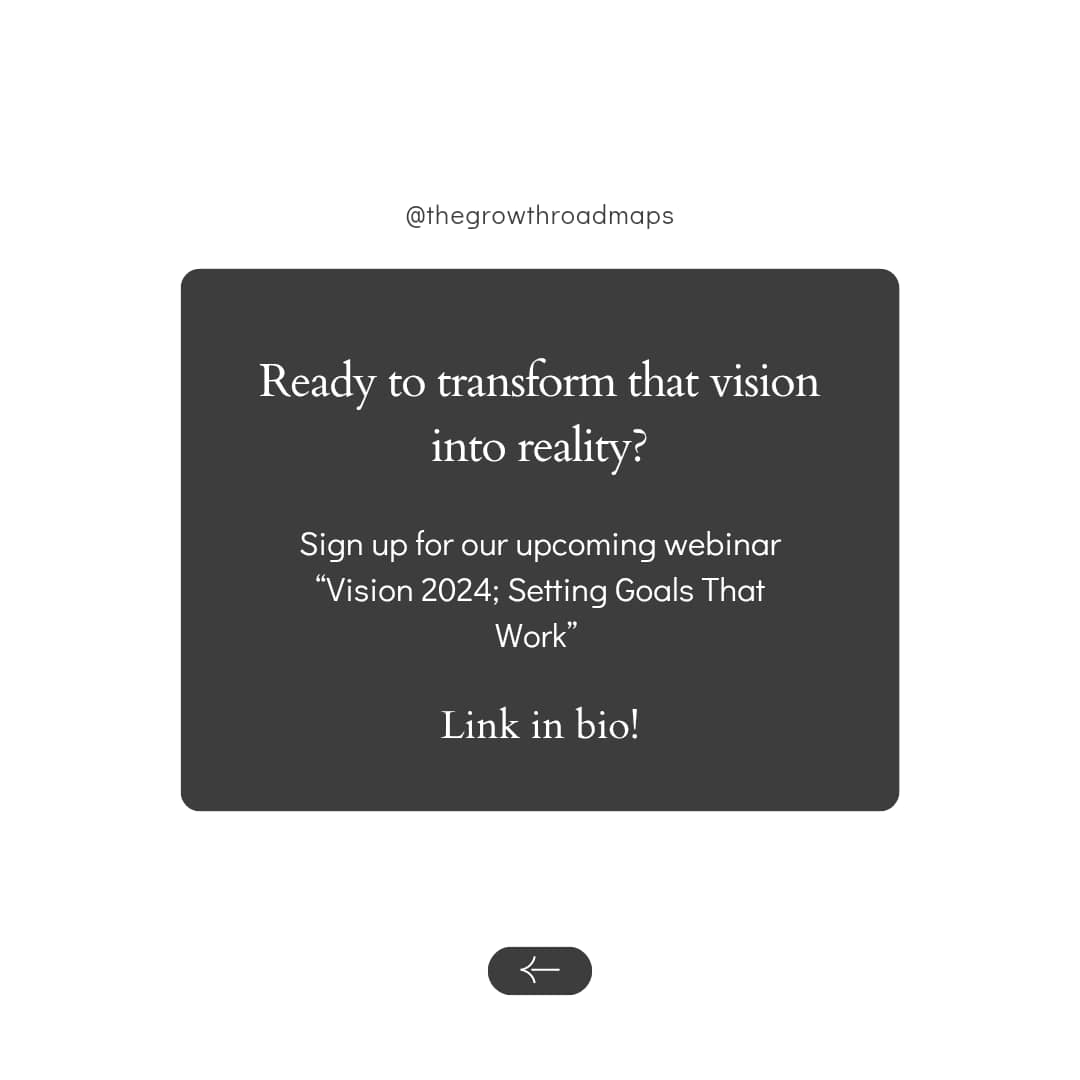 @thegrowthroadmaps
Ready to transform that vision
into reality?
Sign up for our upcoming webinar
“Vision 2024; Setting Goals That
Work”
Link in bio!